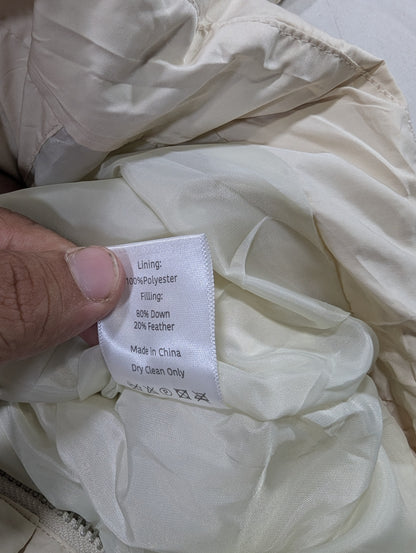 Lining:
100%Polyester
Filling:
80% Down
20% Feather
Made in China
Dry Clean Only